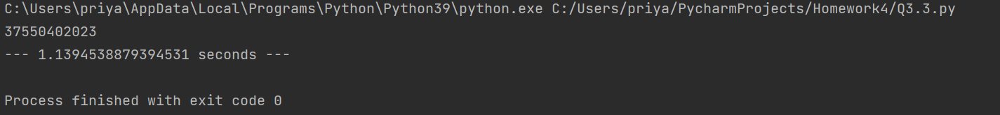 C:\Users\priya\AppData\Local\Programs\Python\Python39\python.exe C:/Users/priya/PycharmProjects/Homework4/Q3.3.py
37550402023
--- 1.1394538879394531 seconds ---
Process finished with exit code 0